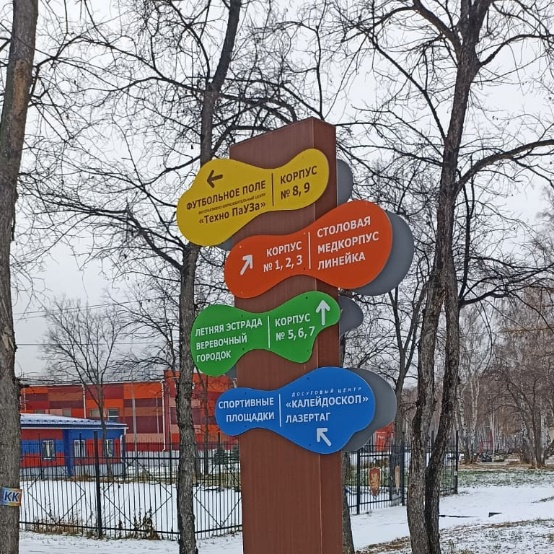 ФУТБОЛЬНОЕ ПОЛЕ
«Техно ПаУЗа»
КОРПУС
№ 8, 9
КОРПУС
№ 1, 2, 3
СТОЛОВАЯ
МЕДКОРПУС
ЛИНЕЙКА
ЛЕТНЯЯ ЭСТРАДА
ВЕРЕВОЧНЫЙ
ГОРОДОК
КОРПУС
№ 5,6,7
СПОРТИВНЫЕ
ПЛОЩАДКИ
ДОСУГОВЫЙ ЦЕНТР
«КАЛЕЙДОСКОП»
ЛАЗЕРТАГ
КК